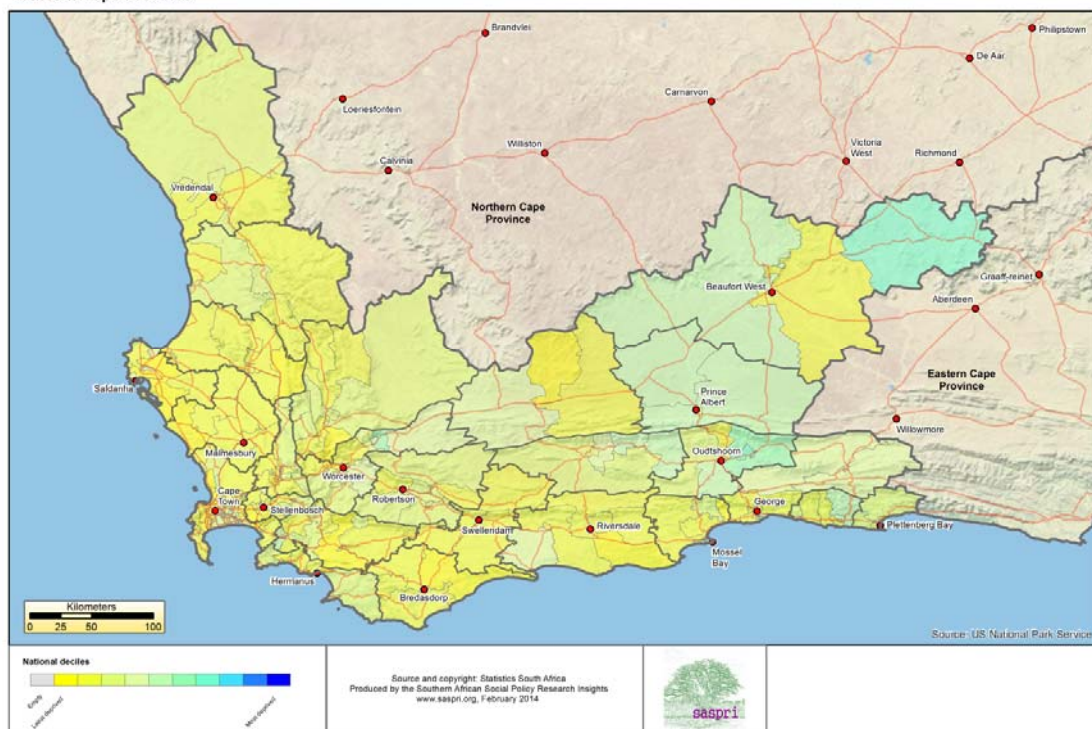 Brandvlei
Philipstown
De Aar
Loeriesfontein
Carnarvon
Williston
Victoria
West
Richmond
Calvinia
Vredendal
Northern Cape
Province
Graaff-reinet
Beaufort West
Aberdeen
Eastern Cape
Province
Saldanha
Prince
Albert
Willowmore
Malmesbury
Oudtshoorn
Worcester
Cape
Town
Robertson
George
Stellenbosch
Swellendam
Riversdale
Plettenberg Bay
Mossel
Bay
Hermanus
Bredasdorp
Kilometers
0 25 50 100
Source: US National Park Service
National deciles
Empty
Least deprived
Most deprived
Source and copyright: Statistics South Africa
Produced by the Southern African Social Policy Research Insights
www.saspri.org, February 2014
saspri